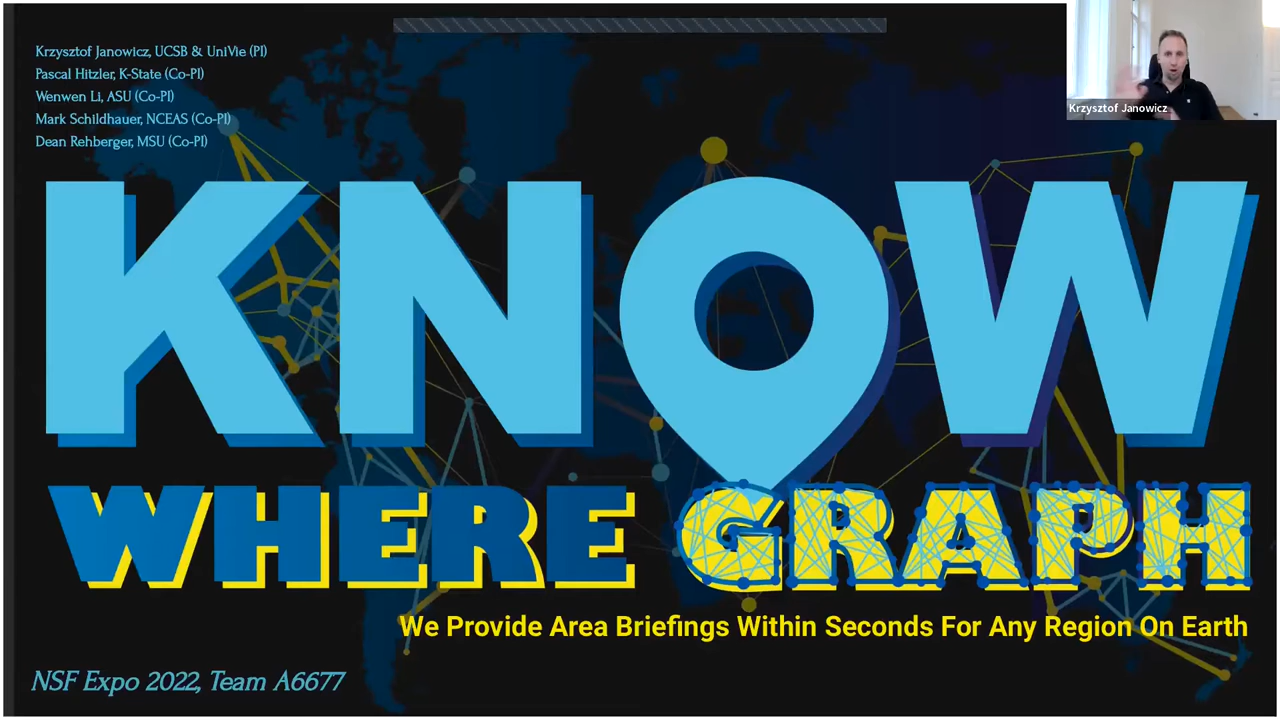 Krzysztof Janowicz, UCSB & UniVie (PI)
Pascal Hitzler, K-State (Co-PI)
Wenwen Li, ASU (Co-PI)
Mark Schildhauer, NCEAS (Co-PI)
Dean Rehberger, MSU (Co-PI)
Krzysztof Janowicz
KNOW
WHERE GRAPH
We Provide Area Briefings Within Seconds For Any Region On Earth
NSF Expo 2022, Team A6677